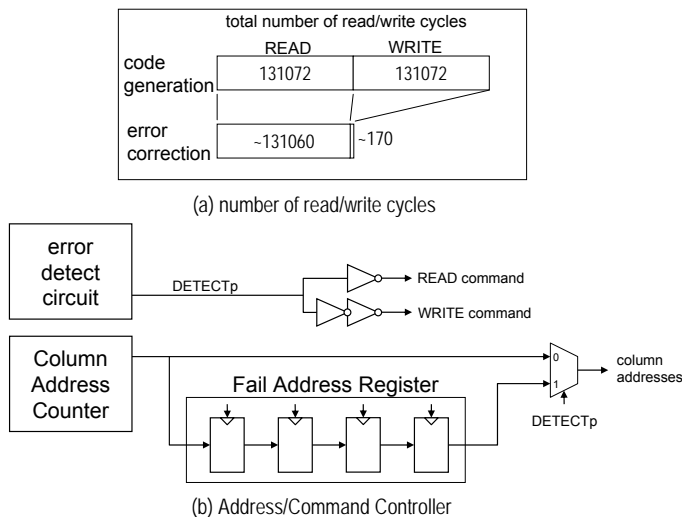 total number of read/write cycles
READ WRITE
code generation
131072 131072
error correction
~131060 ~170
(a) number of read/write cycles
error detect circuit
DETECTp
READ command
WRITE command
Column Address Counter
0
column addresses
Fail Address Register
1
DETECTp
(b) Address/Command Controller